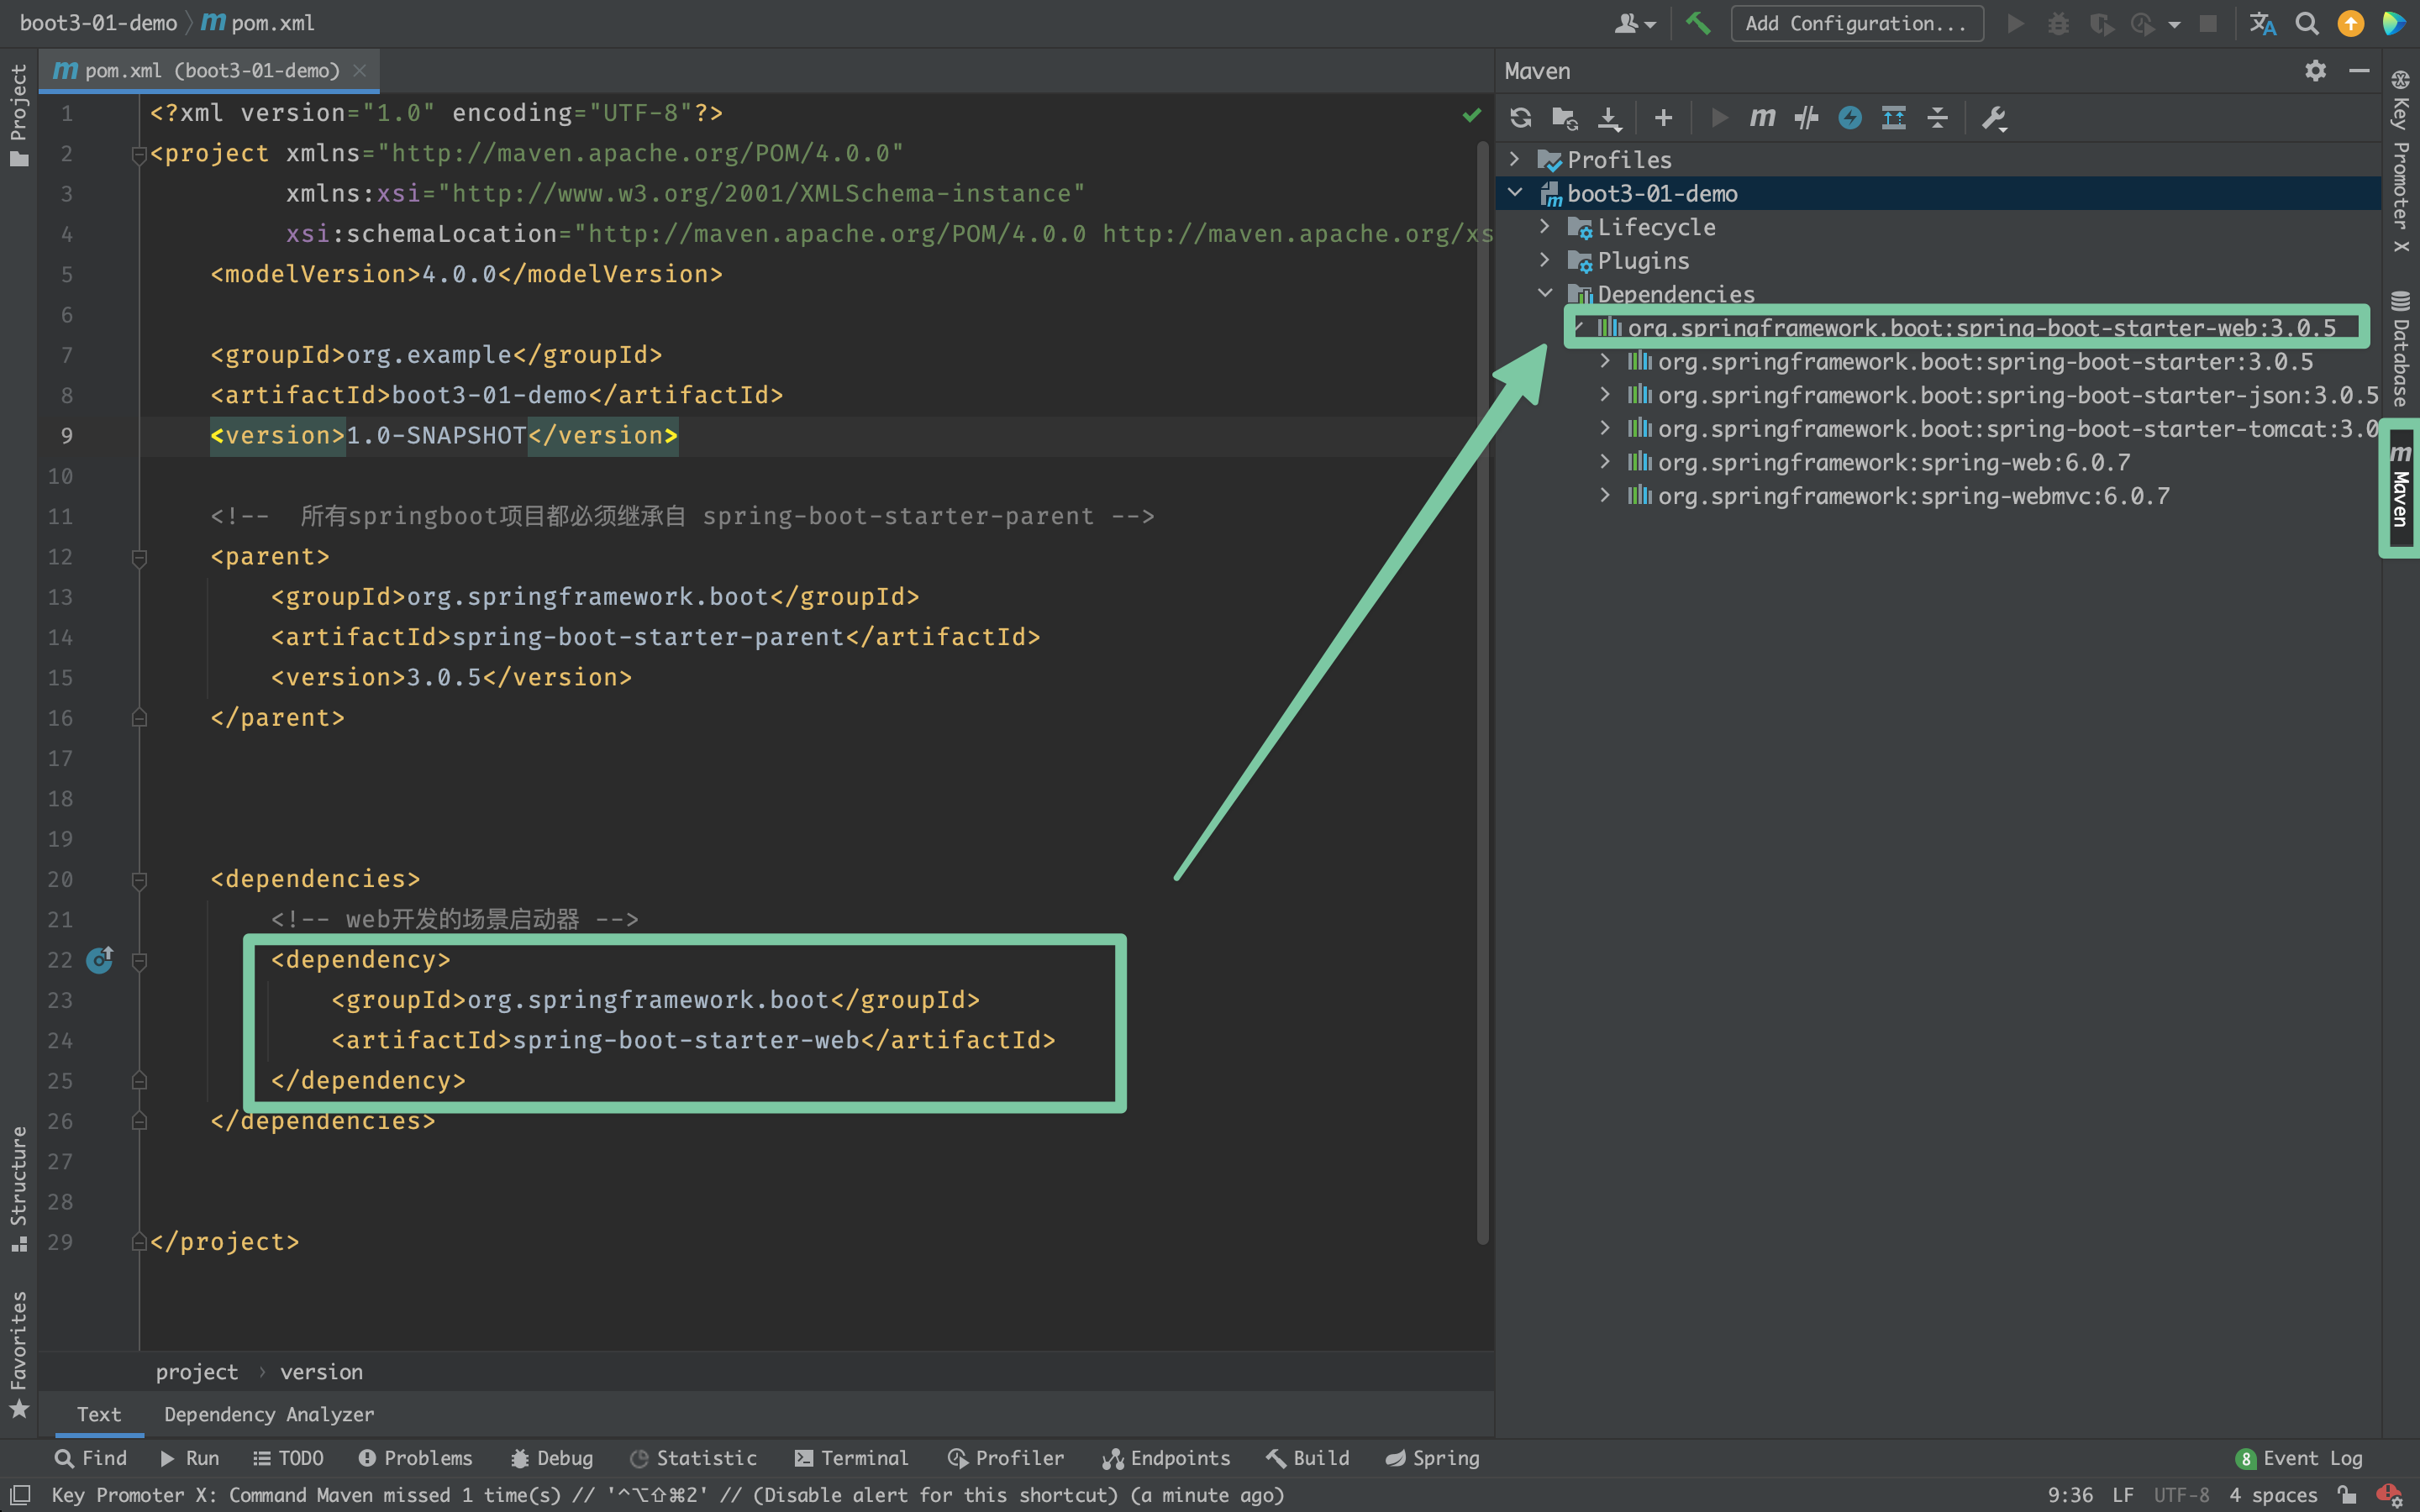 boot3-01-demo
pom.xml
Add Configuration...
pom.xml (boot3-01-demo)
Project
1 <?xml version="1.0" encoding="UTF-8"?>
2 <project xmlns="http://maven.apache.org/POM/4.0.0"
3 xmlns:xsi="http://www.w3.org/2001/XMLSchema-instance"
4 xsi:schemaLocation="http://maven.apache.org/POM/4.0.0 http://maven.apache.org/xs
5 <modelVersion>4.0.0</modelVersion>
6
7 <groupId>org.example</groupId>
8 <artifactId>boot3-01-demo</artifactId>
9 <version>1.0-SNAPSHOT</version>
10
11 <!-- 所有springboot项目都必须继承自 spring-boot-starter-parent -->
12 <parent>
13 <groupId>org.springframework.boot</groupId>
14 <artifactId>spring-boot-starter-parent</artifactId>
15 <version>3.0.5</version>
16 </parent>
17
18
19
20 <dependencies>
21 <!-- web开发的场景启动器 -->
22 <dependency>
23 <groupId>org.springframework.boot</groupId>
24 <artifactId>spring-boot-starter-web</artifactId>
25 </dependency>
26 </dependencies>
27
28
29 </project>
Structure
Favorites
project › version
Text Dependency Analyzer
Maven
Profiles
boot3-01-demo
Lifecycle
Plugins
Dependencies
org.springframework.boot:spring-boot-starter-web:3.0.5
org.springframework.boot:spring-boot-starter:3.0.5
org.springframework.boot:spring-boot-starter-json:3.0.5
org.springframework.boot:spring-boot-starter-tomcat:3.0
org.springframework:spring-web:6.0.7
org.springframework:spring-webmvc:6.0.7
Key Promoter X
Database
Maven
Find Run TODO Problems Debug Statistic Terminal Profiler Endpoints Build Spring
8 Event Log
Key Promoter X: Command Maven missed 1 time(s) // '^⌥⇧⌘2' // (Disable alert for this shortcut) (a minute ago)
9:36 LF UTF-8 4 spaces